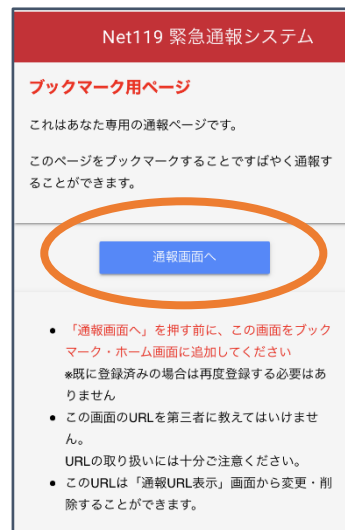 Net119 緊急通報システム
ブックマーク用ページ
これはあなた専用の通報ページです。
このページをブックマークすることですばやく通報す
ることができます。
通報画面へ
● 「通報画面へ」を押す前に、この画面をブック
マーク・ホーム画面に追加してください
※既に登録済みの場合は再度登録する必要はあ
りません
● この画面のURLを第三者に教えてはいけませ
ん。
URLの取り扱いには十分ご注意ください。
● このURLは「通報URL表示」画面から変更・削
除することができます。